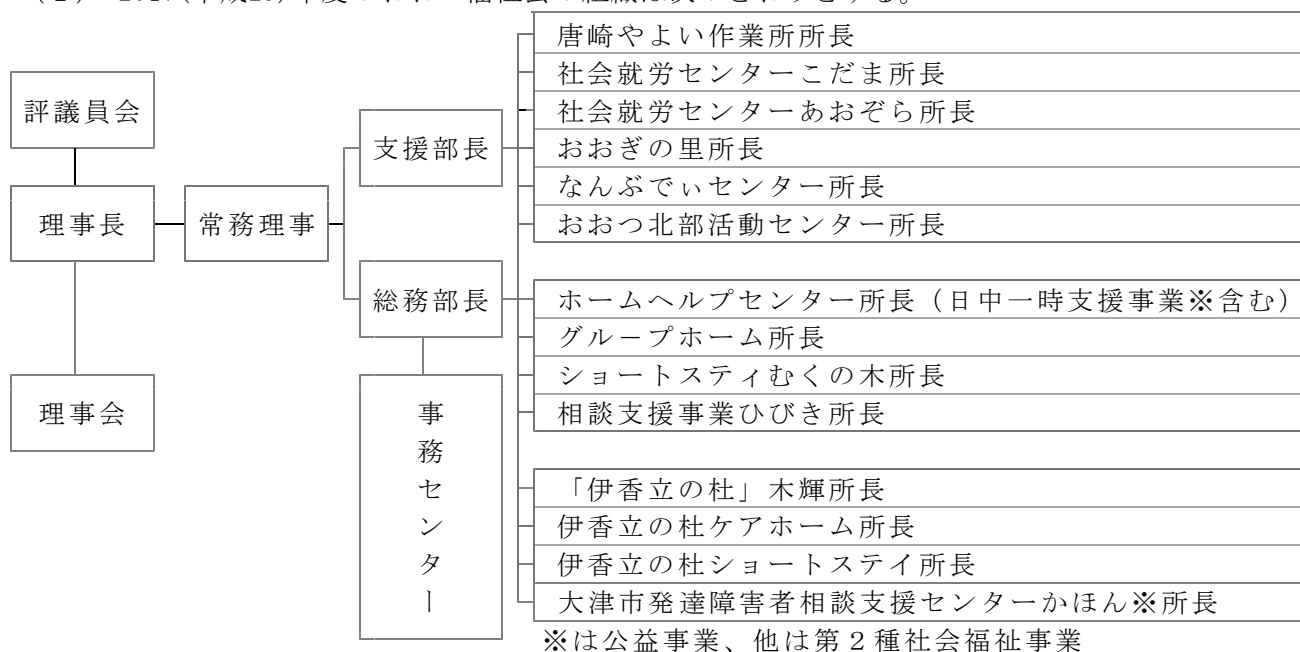 評議員会
理事長
常務理事
理事会
支援部長
総務部長
事務センター
唐崎やよい作業所所長
社会就労センターこだま所長
社会就労センターあおぞら所長
おおぎの里所長
なんぶでぃセンター所長
おおつ北部活動センター所長
ホームヘルプセンター所長（日中一時支援事業※含む）
グループホーム所長
ショートスティむくの木所長
相談支援事業ひびき所長
「伊香立の杜」木輝所長
伊香立の杜ケアホーム所長
伊香立の杜ショートステイ所長
大津市発達障害者相談支援センターかほん※所長
※は公益事業、他は第２種社会福祉事業